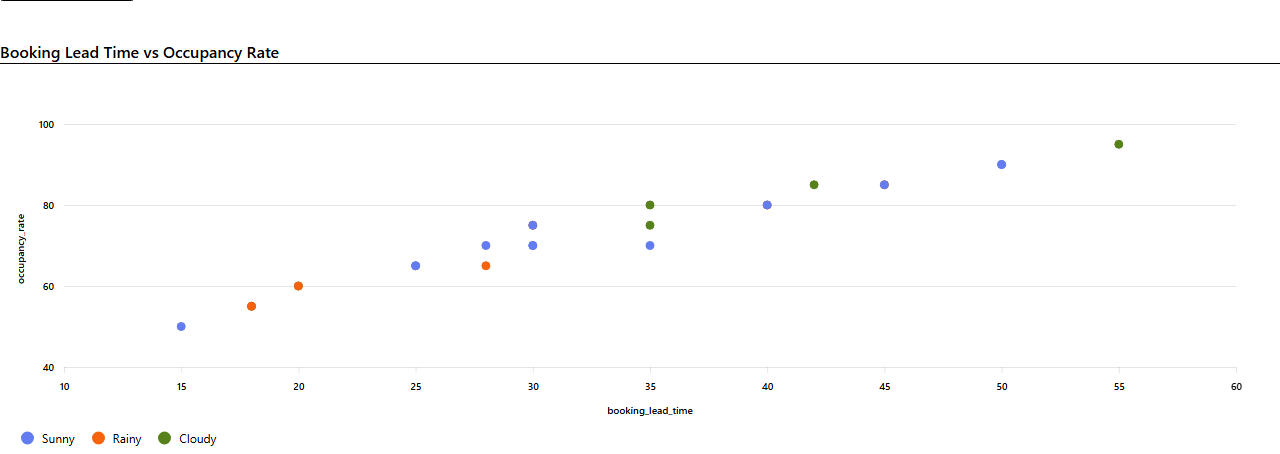 Booking Lead Time vs Occupancy Rate
100
80
60
40
occupancy_rate
10 15 20 25 30 35 40 45 50 55 60
booking_lead_time
Sunny Rainy Cloudy